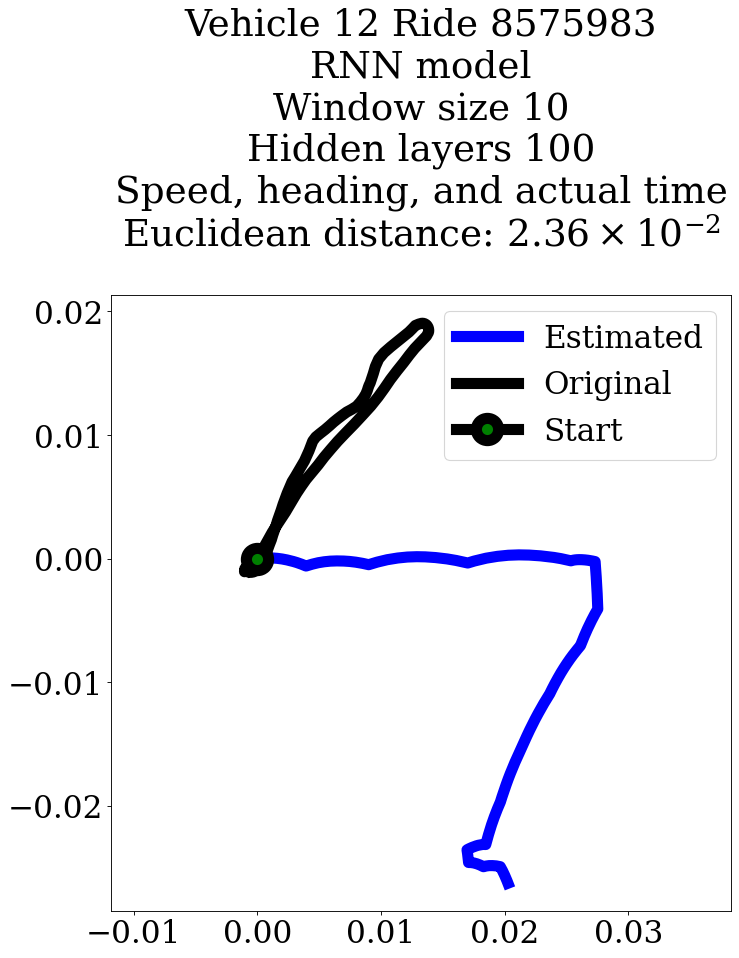 Vehicle 12 Ride 8575983
RNN model
Window size 10
Hidden layers 100
Speed, heading, and actual time
Euclidean distance: 2.36 × 10⁻²
Estimated
Original
Start
0.02
0.01
0.00
−0.01
−0.02
−0.01 0.00 0.01 0.02 0.03